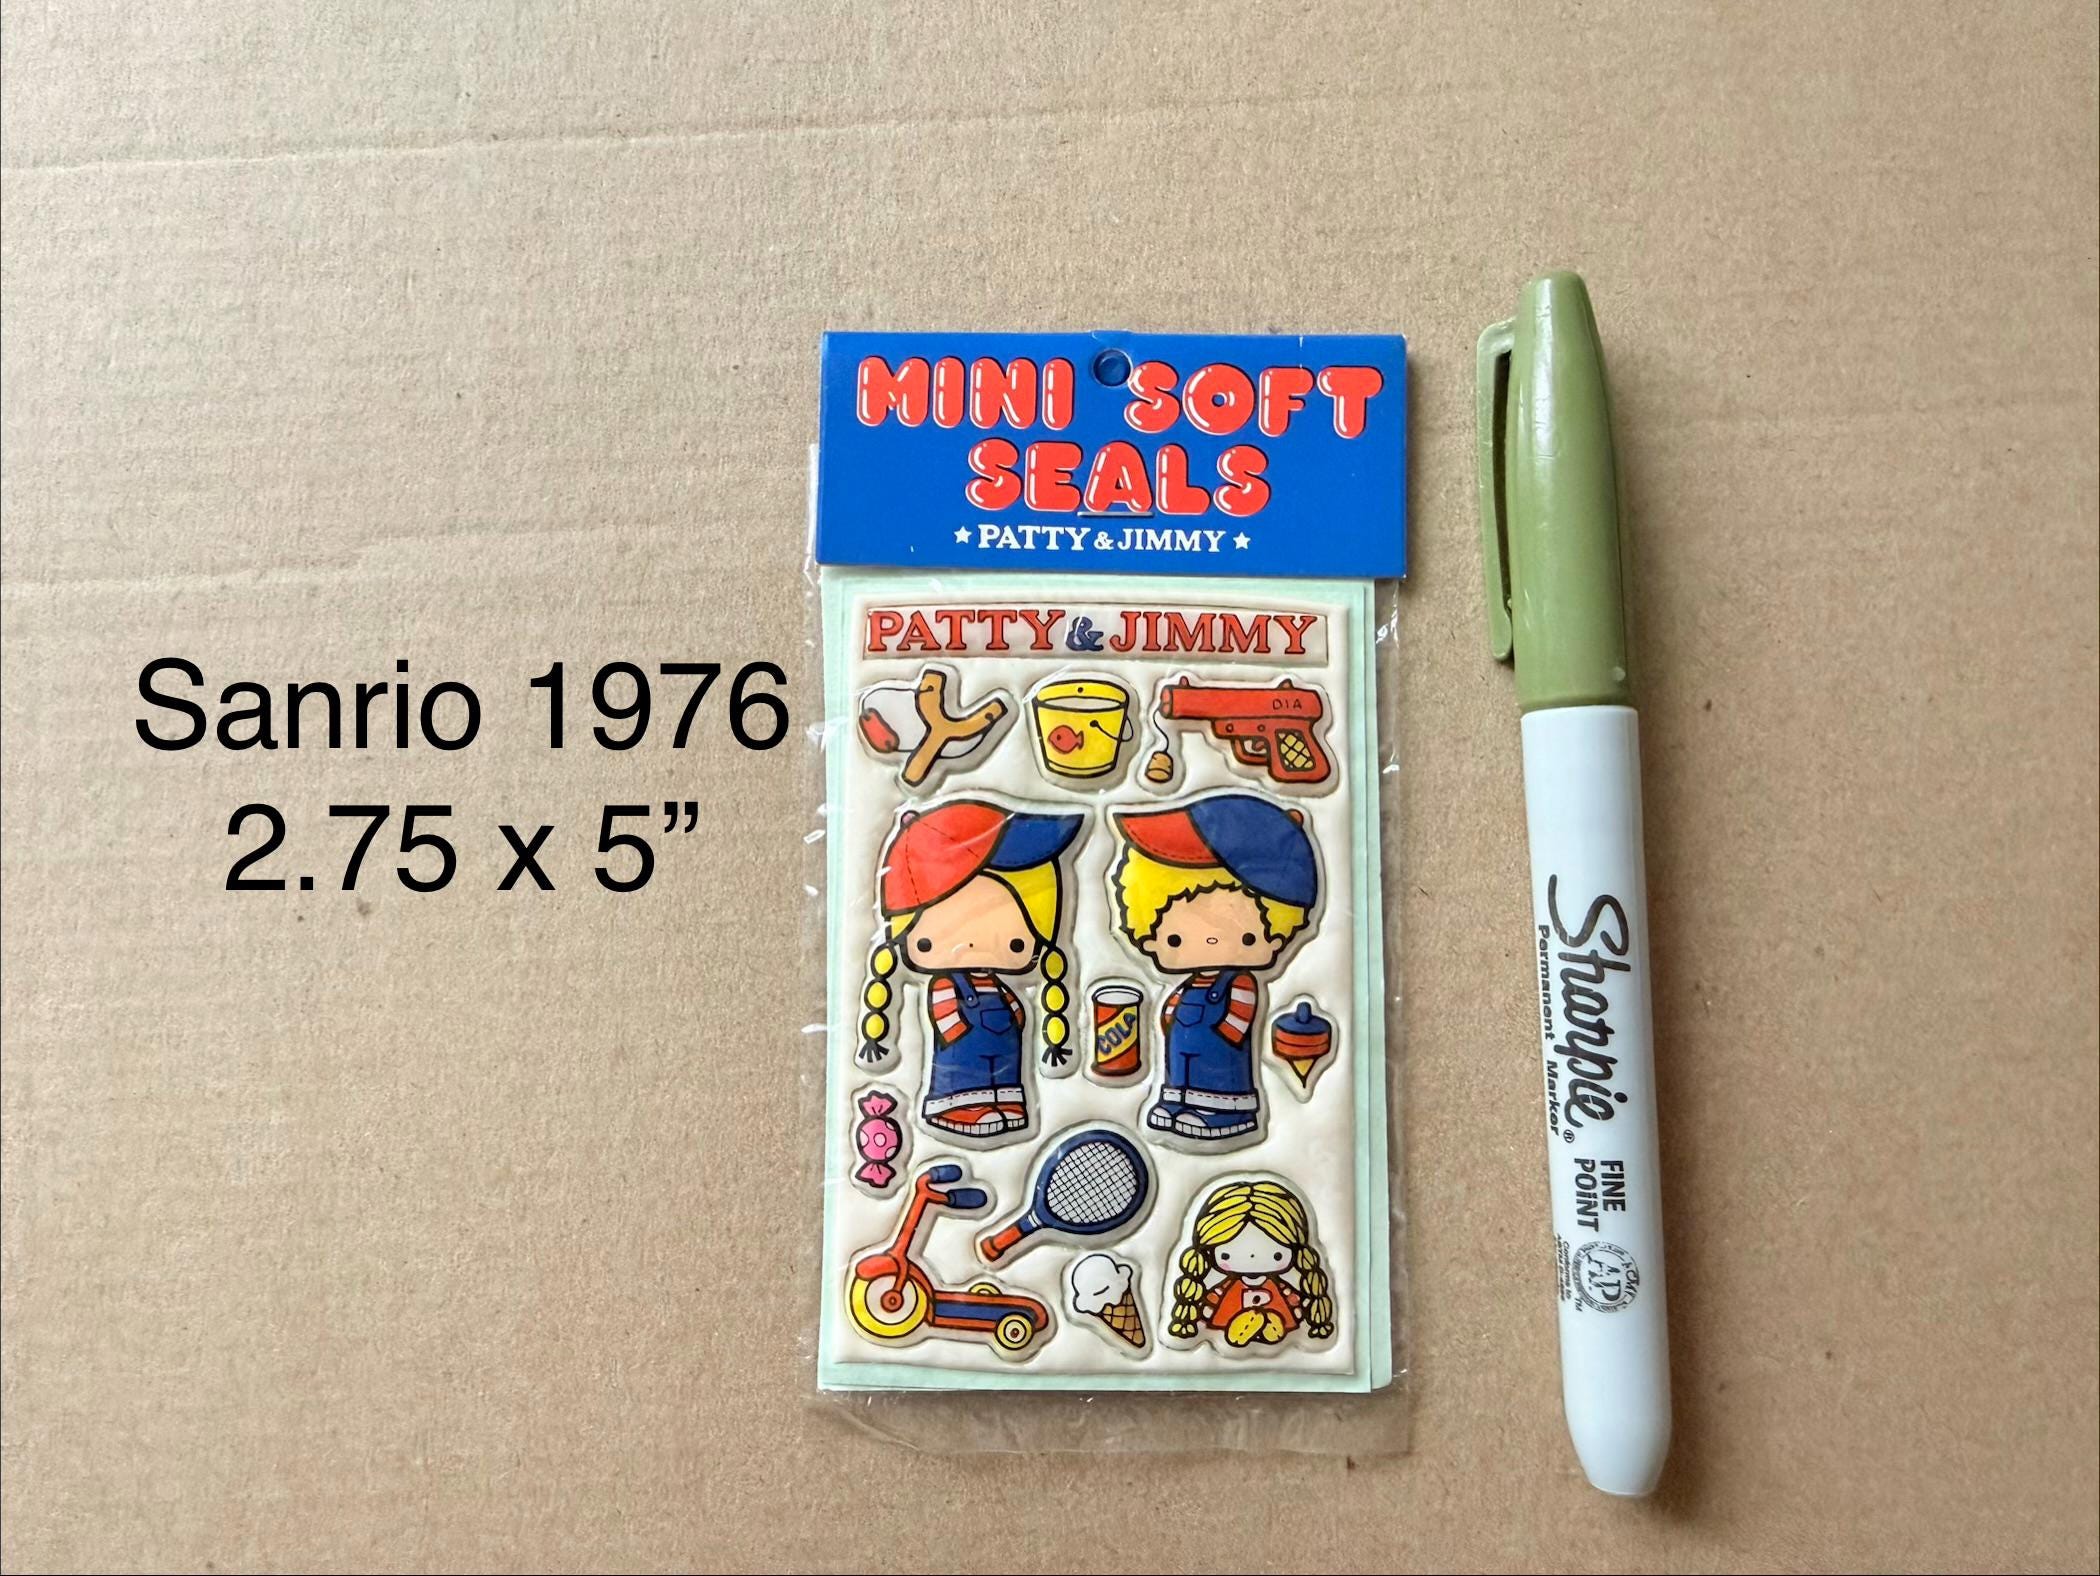 MINI SOFT
SEALS
★ PATTY & JIMMY ★
PATTY & JIMMY
DIA
Sanrio 1976
2.75 x 5”
COLA
P
Sharpie®
Permanent Marker
FINE
POINT
AP